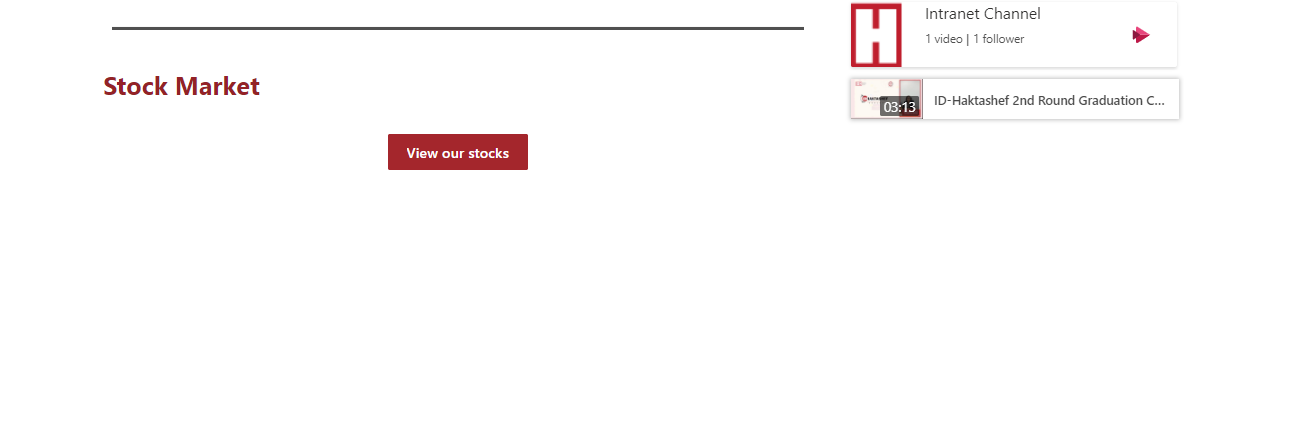 Intranet Channel
1 video | 1 follower
Stock Market
03:13
ID-Haktashef 2nd Round Graduation C...
View our stocks